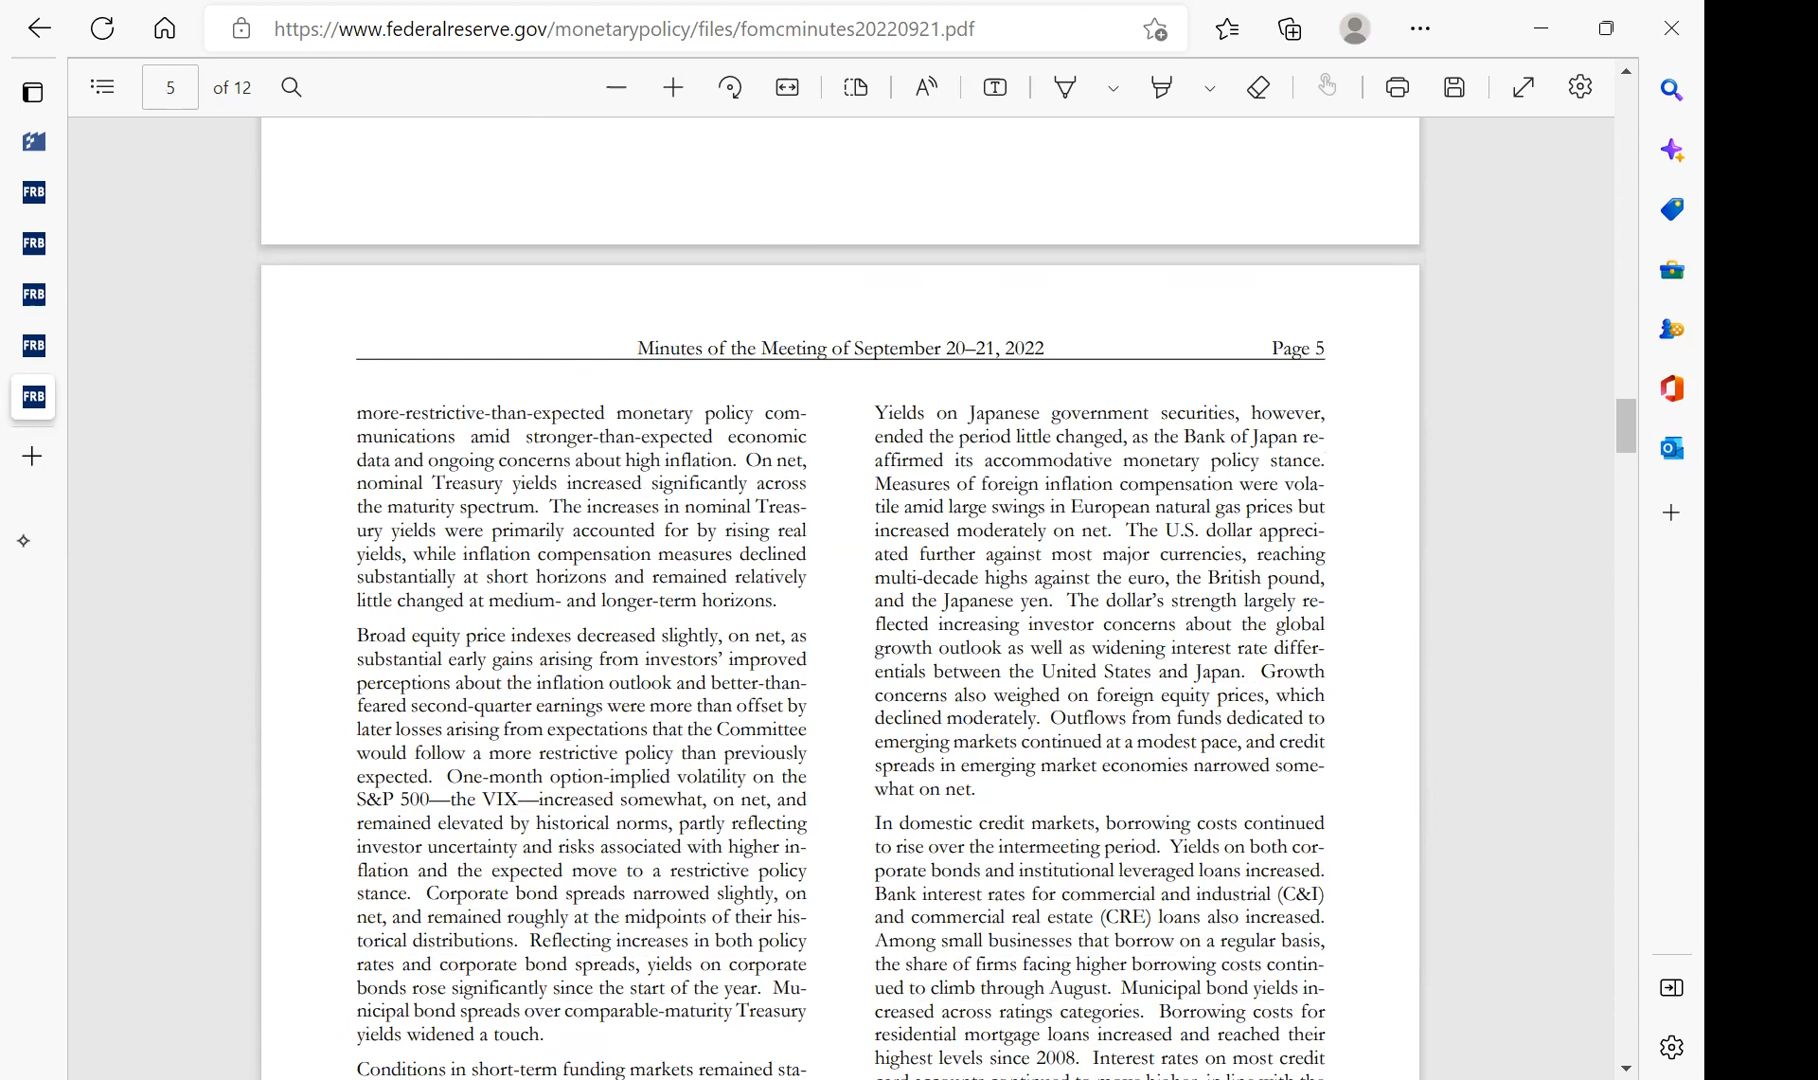 https://www.federalreserve.gov/monetarypolicy/files/fomcminutes20220921.pdf
5 of 12
FRB
FRB
FRB
FRB
FRB
Minutes of the Meeting of September 20–21, 2022 Page 5
more-restrictive-than-expected monetary policy com-
munications amid stronger-than-expected economic
data and ongoing concerns about high inflation. On net,
nominal Treasury yields increased significantly across
the maturity spectrum. The increases in nominal Treas-
ury yields were primarily accounted for by rising real
yields, while inflation compensation measures declined
substantially at short horizons and remained relatively
little changed at medium- and longer-term horizons.
Broad equity price indexes decreased slightly, on net, as
substantial early gains arising from investors’ improved
perceptions about the inflation outlook and better-than-
feared second-quarter earnings were more than offset by
later losses arising from expectations that the Committee
would follow a more restrictive policy than previously
expected. One-month option-implied volatility on the
S&P 500—the VIX—increased somewhat, on net, and
remained elevated by historical norms, partly reflecting
investor uncertainty and risks associated with higher in-
flation and the expected move to a restrictive policy
stance. Corporate bond spreads narrowed slightly, on
net, and remained roughly at the midpoints of their his-
torical distributions. Reflecting increases in both policy
rates and corporate bond spreads, yields on corporate
bonds rose significantly since the start of the year. Mu-
nicipal bond spreads over comparable-maturity Treasury
yields widened a touch.
Conditions in short-term funding markets remained sta-
Yields on Japanese government securities, however,
ended the period little changed, as the Bank of Japan re-
affirmed its accommodative monetary policy stance.
Measures of foreign inflation compensation were vola-
tile amid large swings in European natural gas prices but
increased moderately on net. The U.S. dollar appreci-
ated further against most major currencies, reaching
multi-decade highs against the euro, the British pound,
and the Japanese yen. The dollar’s strength largely re-
flected increasing investor concerns about the global
growth outlook as well as widening interest rate differ-
entials between the United States and Japan. Growth
concerns also weighed on foreign equity prices, which
declined moderately. Outflows from funds dedicated to
emerging markets continued at a modest pace, and credit
spreads in emerging market economies narrowed some-
what on net.
In domestic credit markets, borrowing costs continued
to rise over the intermeeting period. Yields on both cor-
porate bonds and institutional leveraged loans increased.
Bank interest rates for commercial and industrial (C&I)
and commercial real estate (CRE) loans also increased.
Among small businesses that borrow on a regular basis,
the share of firms facing higher borrowing costs contin-
ued to climb through August. Municipal bond yields in-
creased across ratings categories. Borrowing costs for
residential mortgage loans increased and reached their
highest levels since 2008. Interest rates on most credit